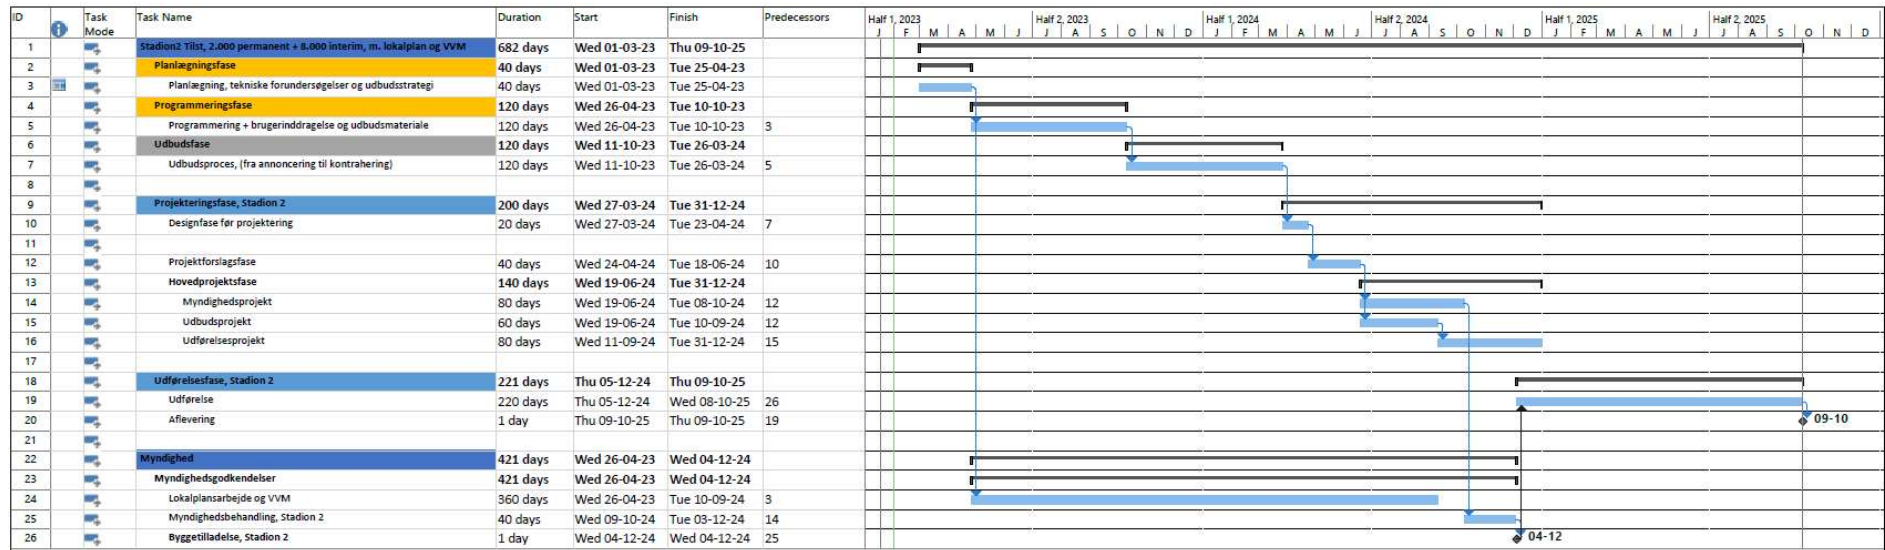 ID Task Mode Task Name Duration Start Finish Predecessors
Half 1, 2023 Half 2, 2023 Half 1, 2024 Half 2, 2024 Half 1, 2025 Half 2, 2025
J F M A M J J A S O N D J F M A M J J A S O N D J F M A M J J A S O N D
1 Stadion2 Tilst, 2.000 permanent + 8.000 interim, m. lokalplan og VVM 682 days Wed 01-03-23 Thu 09-10-25
2 Planlægningsfase 40 days Wed 01-03-23 Tue 25-04-23
3 Planlægning, tekniske forundersøgelser og udbudsstrategi 40 days Wed 01-03-23 Tue 25-04-23
4 Programmeringsfase 120 days Wed 26-04-23 Tue 10-10-23
5 Programmering + brugerinddragelse og udbudsmateriale 120 days Wed 26-04-23 Tue 10-10-23 3
6 Udbudsfase 120 days Wed 11-10-23 Tue 26-03-24
7 Udbudsproces, (fra annoncering til kontrahering) 120 days Wed 11-10-23 Tue 26-03-24 5
8
9 Projekteringsfase, Stadion 2 200 days Wed 27-03-24 Tue 31-12-24
10 Designfase før projektering 20 days Wed 27-03-24 Tue 23-04-24 7
11
12 Projektforslagsfase 40 days Wed 24-04-24 Tue 18-06-24 10
13 Hovedprojektsfase 140 days Wed 19-06-24 Tue 31-12-24
14 Myndighedsprojekt 80 days Wed 19-06-24 Tue 08-10-24 12
15 Udbudsprojekt 60 days Wed 19-06-24 Tue 10-09-24 12
16 Udførelsesprojekt 80 days Wed 11-09-24 Tue 31-12-24 15
17
18 Udførelsesfase, Stadion 2 221 days Thu 05-12-24 Thu 09-10-25
19 Udførelse 220 days Thu 05-12-24 Wed 08-10-25 26
20 Aflevering 1 day Thu 09-10-25 Thu 09-10-25 19 09-10
21
22 Myndighed 421 days Wed 26-04-23 Wed 04-12-24
23 Myndighedsgodkendelser 421 days Wed 26-04-23 Wed 04-12-24
24 Lokalplansarbejde og VVM 360 days Wed 26-04-23 Tue 10-09-24 3
25 Myndighedsbehandling, Stadion 2 40 days Wed 09-10-24 Tue 03-12-24 14
26 Byggetilladelse, Stadion 2 1 day Wed 04-12-24 Wed 04-12-24 25 04-12